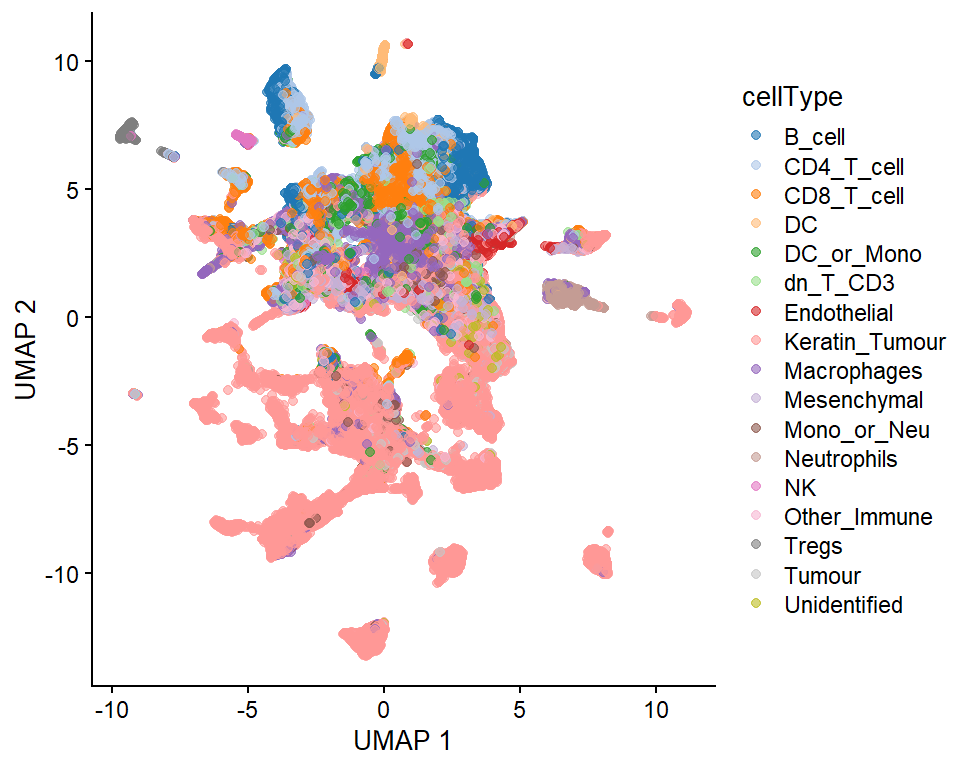 cellType
B_cell
CD4_T_cell
CD8_T_cell
DC
DC_or_Mono
dn_T_CD3
Endothelial
Keratin_Tumour
Macrophages
Mesenchymal
Mono_or_Neu
Neutrophils
NK
Other_Immune
Tregs
Tumour
Unidentified
UMAP 2
10
5
0
-5
-10
-10 -5 0 5 10
UMAP 1